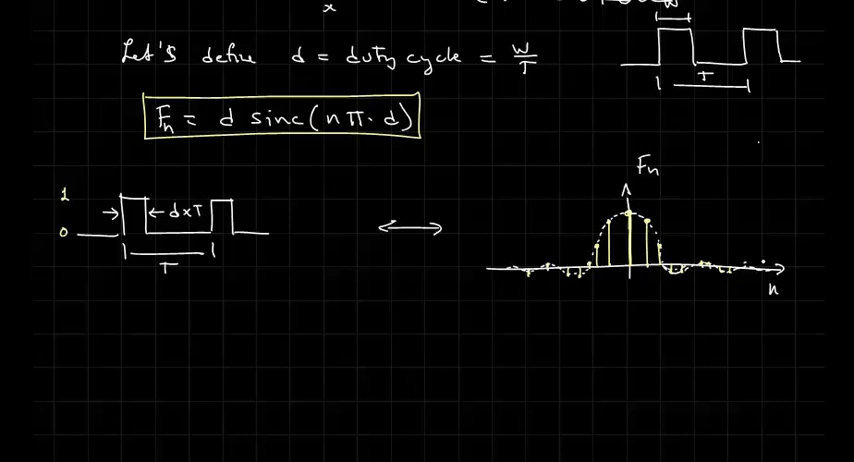 x
W
Let's define d = duty cycle = W/T
T
Fn = d sinc(nπ· d)
Fn
1
0
d×T
T
n